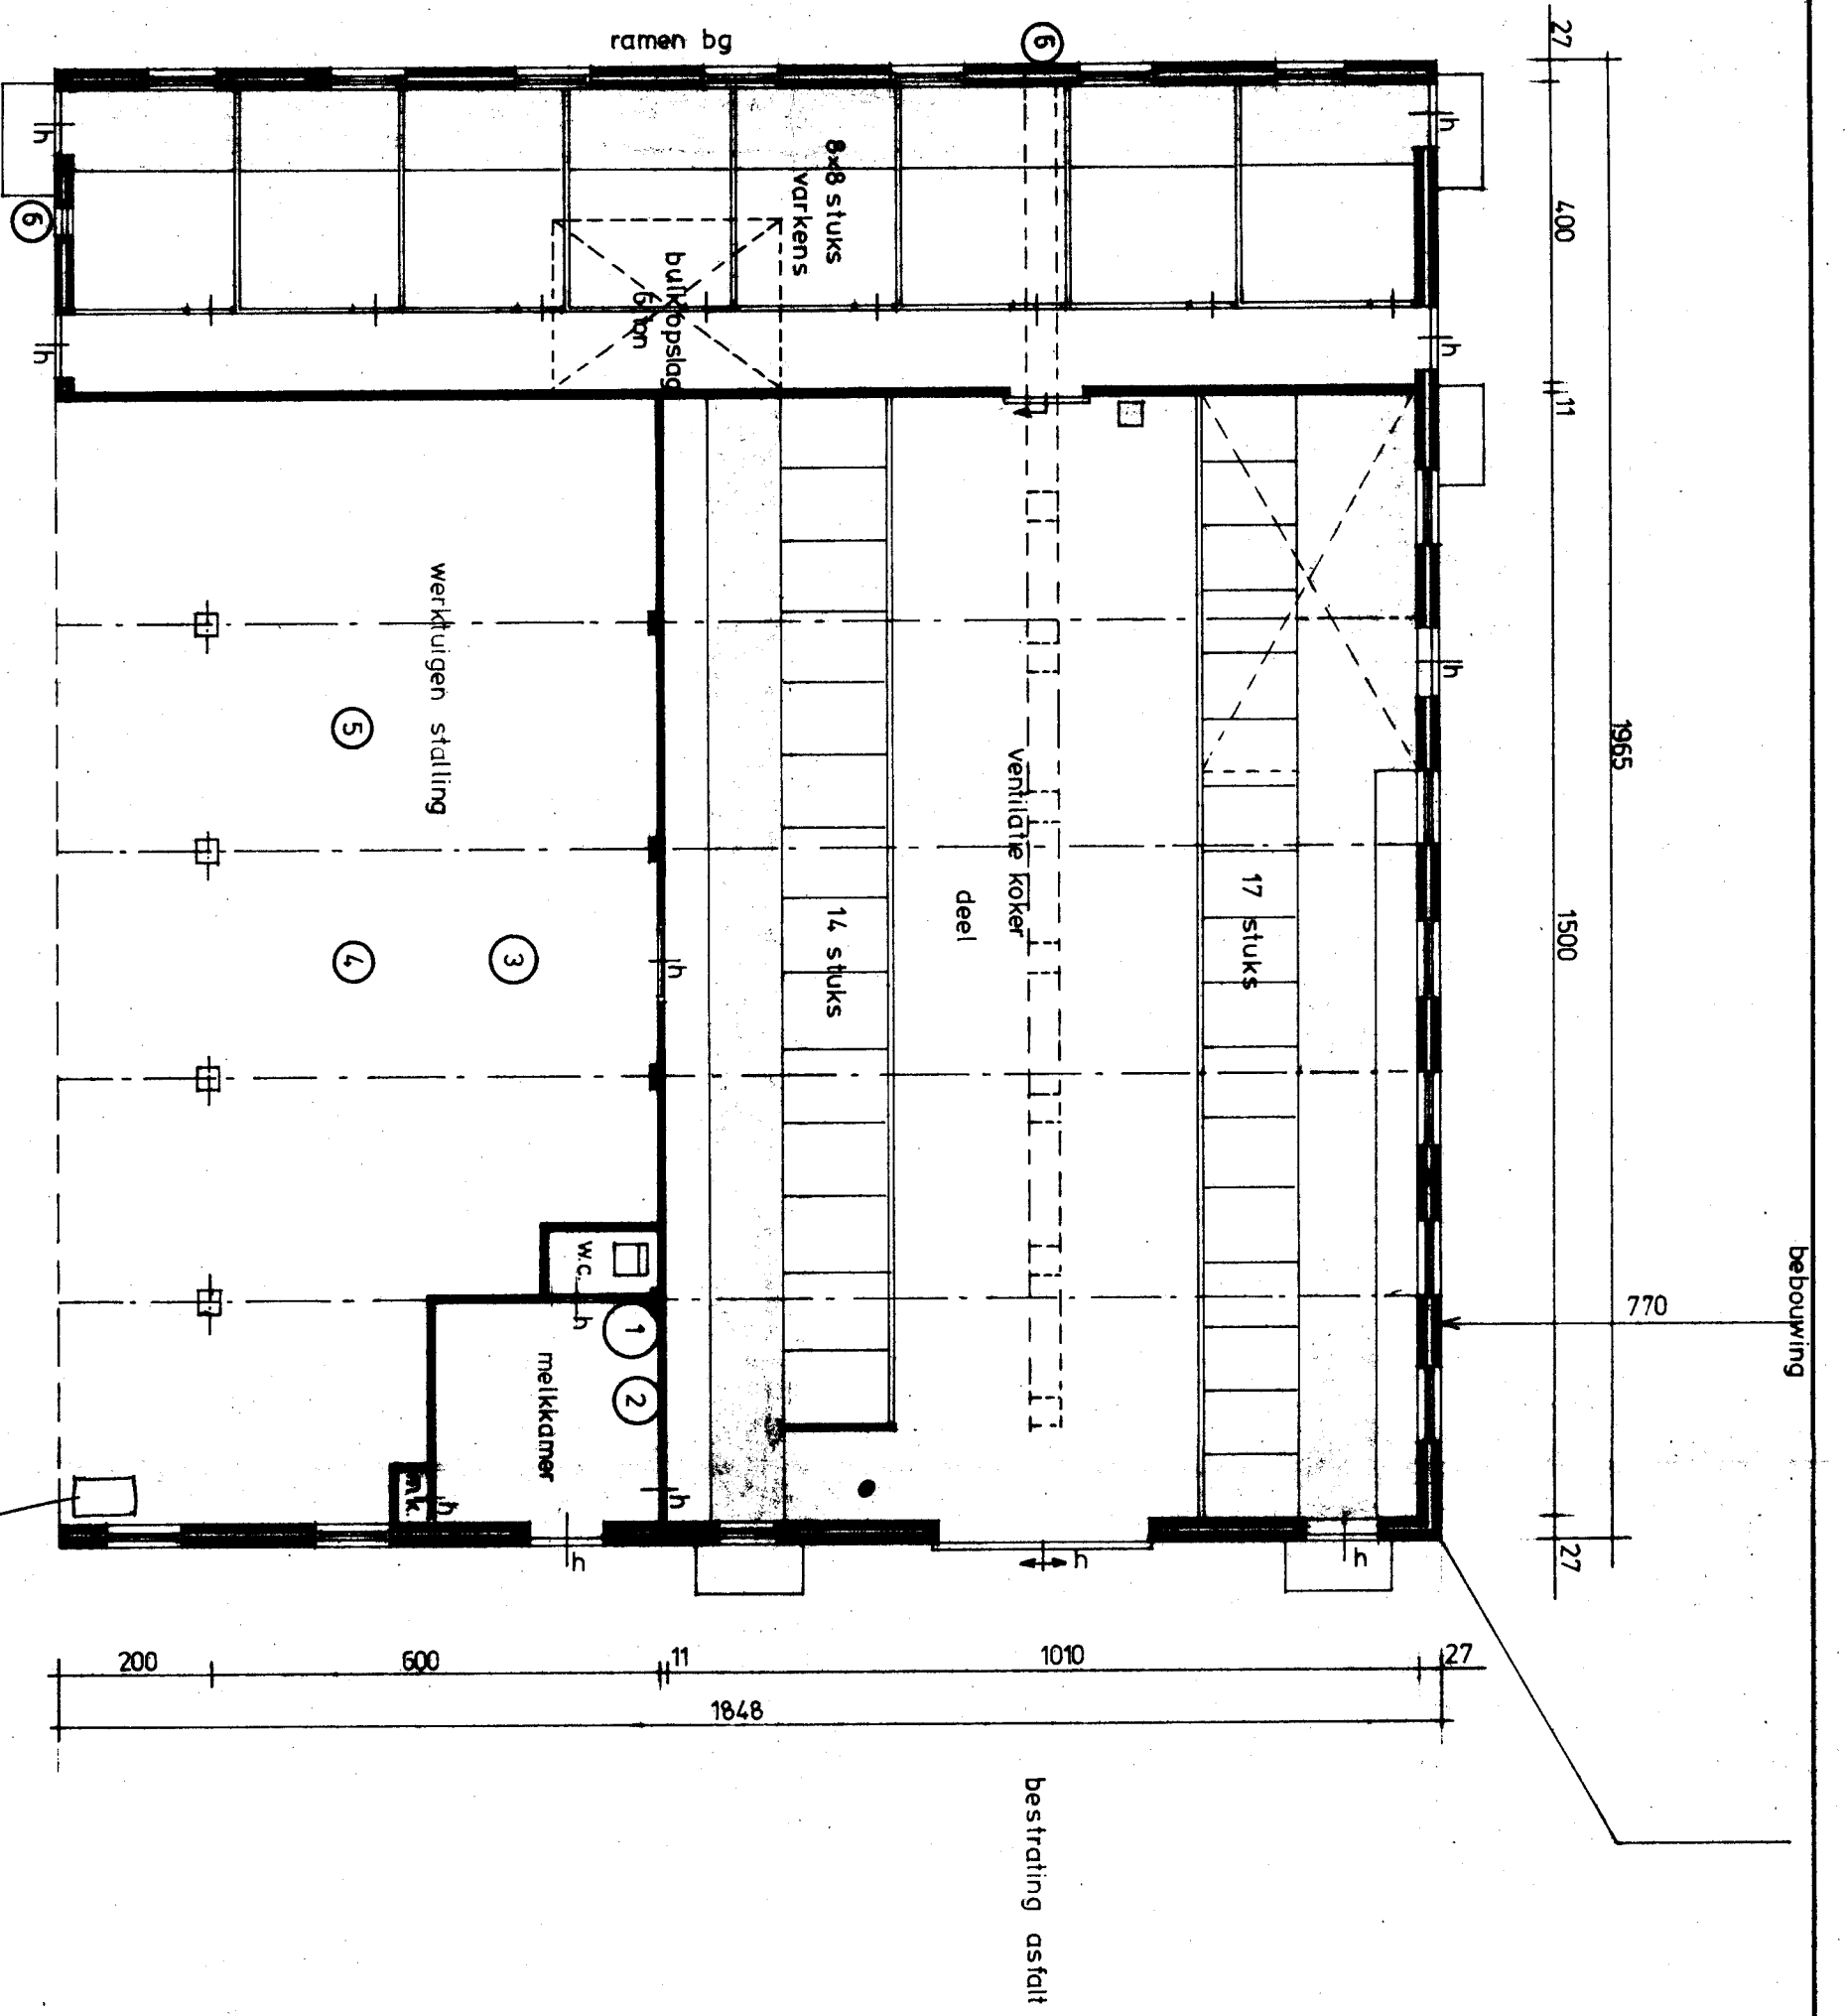 ramen bg
6
27
h
h
8x8 stuks
varkens
400
6
bulkopslag
6 ton
h
h
11
werktuigen stalling
h
5
1965
ventilatie koker
17 stuks
deel
14 stuks
1500
3
4
h
w.c.
bebouwing
770
h
1
2
melkkamer
m.k.
h
h
h
h
h
27
200
600
11
1010
27
1848
bestrating asfalt